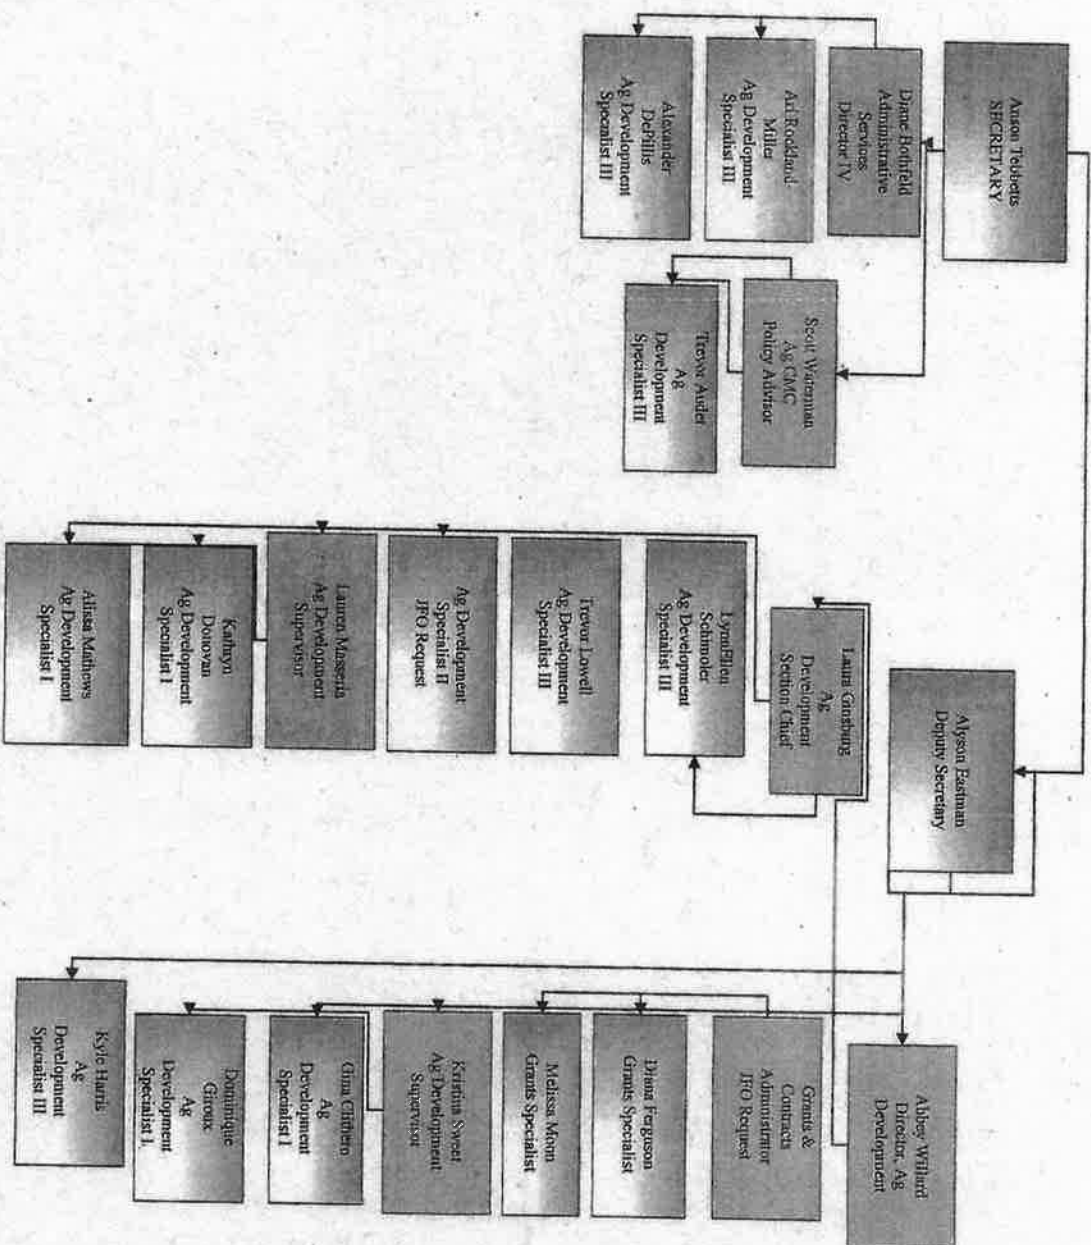 Anson Tebbetts
SECRETARY
Diane Bothfeld
Administrative
Services
Director IV
Ari Rockland-
Miller
Ag Development
Specialist III
Alexander
DePillis
Ag Development
Specialist III
Scott Waterman
Ag CMC
Policy Advisor
Trevor Audet
Ag
Development
Specialist III
Alyson Eastman
Deputy Secretary
Laura Ginsburg
Ag
Development
Section Chief
LynnEllen
Schimoler
Ag Development
Specialist III
Trevor Lowell
Ag Development
Specialist III
Ag Development
Specialist II
JFO Request
Lauren Masseria
Ag Development
Supervisor
Kathryn
Donovan
Ag Development
Specialist I
Alissa Mathews
Ag Development
Specialist I
Abbey Willard
Director, Ag
Development
Grants &
Contracts
Administrator
JFO Request
Diana Ferguson
Grants Specialist
Melissa Moon
Grants Specialist
Kristina Sweet
Ag Development
Supervisor
Gina Clithero
Ag
Development
Specialist I
Dominique
Giroux
Ag
Development
Specialist I.
Kyle Harris
Ag
Development
Specialist III